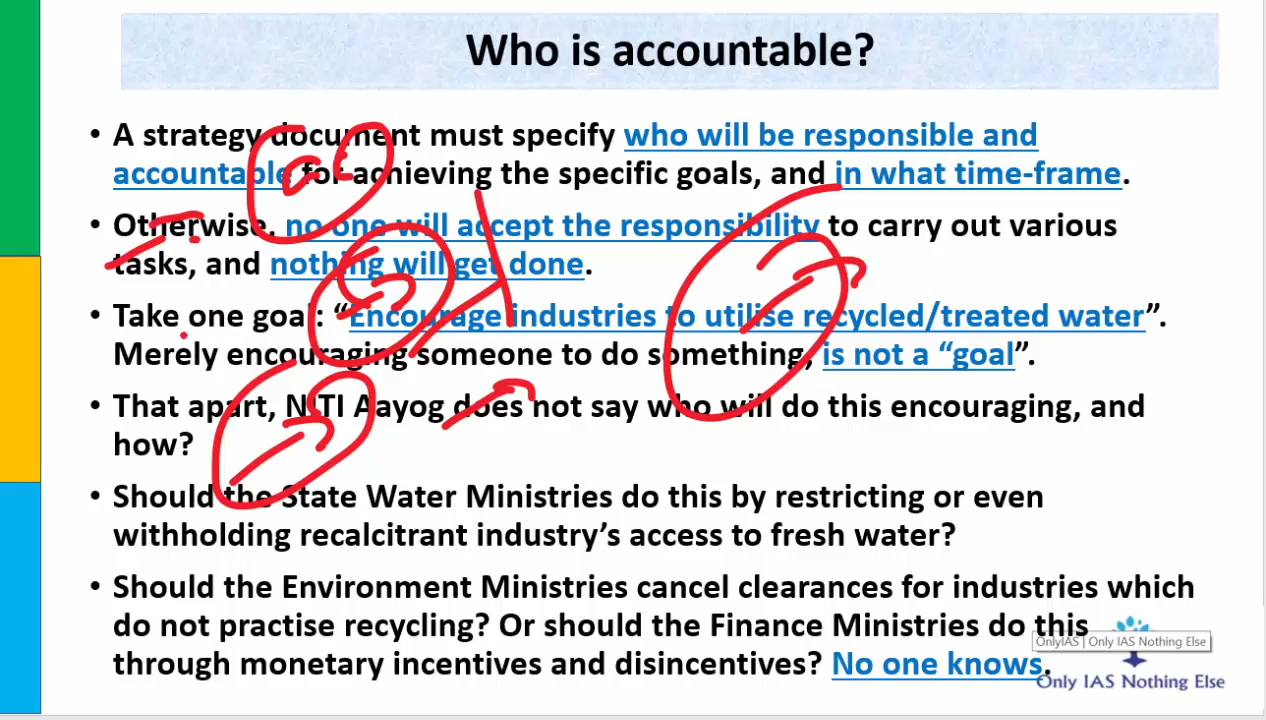 Who is accountable?
• A strategy document must specify who will be responsible and
accountable for achieving the specific goals, and in what time-frame.
• Otherwise, no one will accept the responsibility to carry out various
tasks, and nothing will get done.
• Take one goal: “Encourage industries to utilise recycled/treated water”.
Merely encouraging someone to do something, is not a “goal”.
• That apart, NITI Aayog does not say who will do this encouraging, and
how?
• Should the State Water Ministries do this by restricting or even
withholding recalcitrant industry’s access to fresh water?
• Should the Environment Ministries cancel clearances for industries which
do not practise recycling? Or should the Finance Ministries do this
through monetary incentives and disincentives? No one knows.
OnlyIAS | Only IAS Nothing Else
Only IAS Nothing Else